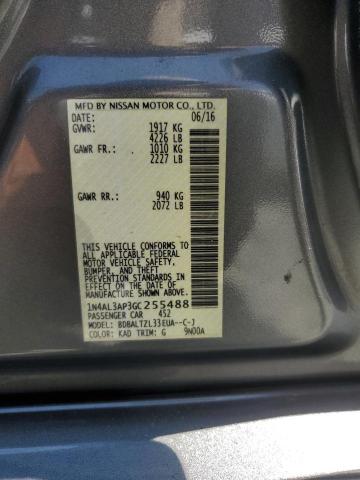 MFD BY NISSAN MOTOR CO., LTD.
DATE: 06/16
GVWR: 1917 KG
4226 LB
GAWR FR.: 1010 KG
2227 LB
GAWR RR.: 940 KG
2072 LB
THIS VEHICLE CONFORMS TO
ALL APPLICABLE FEDERAL
MOTOR VEHICLE SAFETY,
BUMPER, AND THEFT
PREVENTION STANDARDS IN
EFFECT ON THE DATE OF
MANUFACTURE SHOWN ABOVE.
1N4AL3AP3GC255488
PASSENGER CAR 452
MODEL: BDBALTZL33EUA--C-J
COLOR: KAD TRIM: G 9N00A